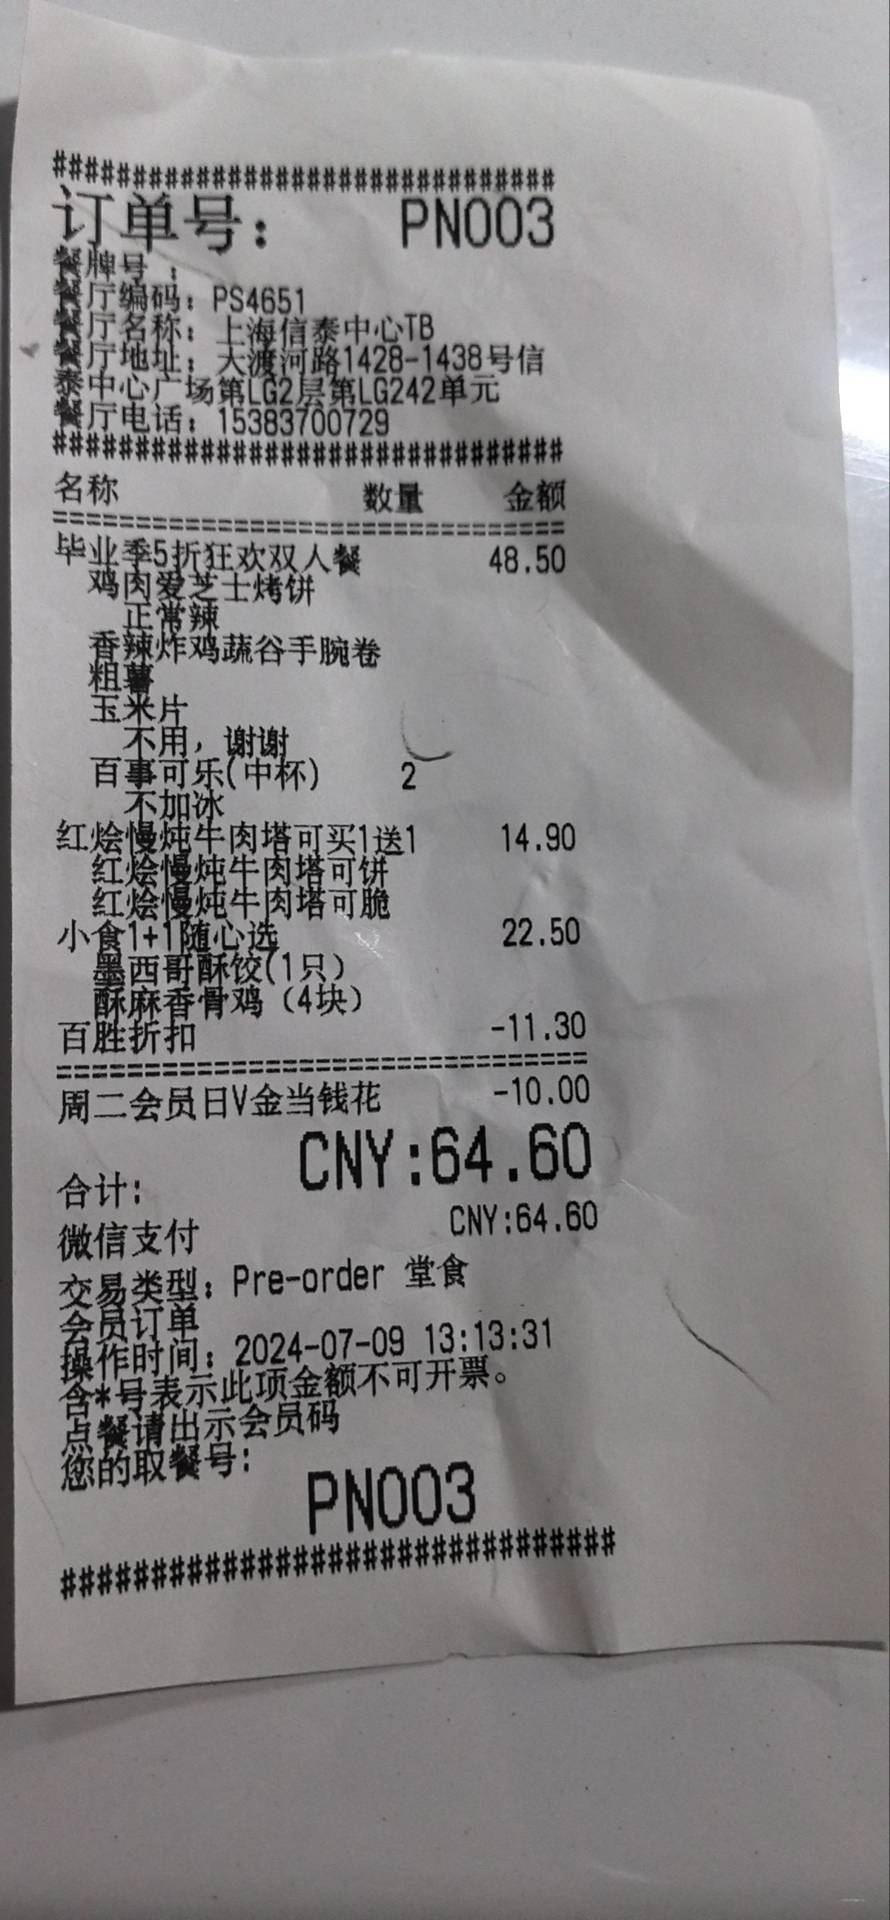 ################################
订单号： PN003
餐牌号：
餐厅编码：PS4651
餐厅名称：上海信泰中心TB
餐厅地址：大渡河路1428-1438号信
泰中心广场第LG2层第LG242单元
餐厅电话：15383700729
################################
名称 数量 金额
================================
毕业季5折狂欢双人餐 48.50
鸡肉爱芝士烤饼
正常辣
香辣炸鸡蔬谷手腕卷
粗薯
玉米片
不用，谢谢
百事可乐(中杯) 2
不加冰
红烩慢炖牛肉塔可买1送1 14.90
红烩慢炖牛肉塔可饼
红烩慢炖牛肉塔可脆
小食1+1随心选 22.50
墨西哥酥饺(1只)
酥麻香骨鸡（4块）
百胜折扣 -11.30
================================
周二会员日V金当钱花 -10.00
合计: CNY:64.60
微信支付 CNY:64.60
交易类型：Pre-order 堂食
会员订单
操作时间：2024-07-09 13:13:31
含*号表示此项金额不可开票。
点餐请出示会员码
您的取餐号:
PN003
################################